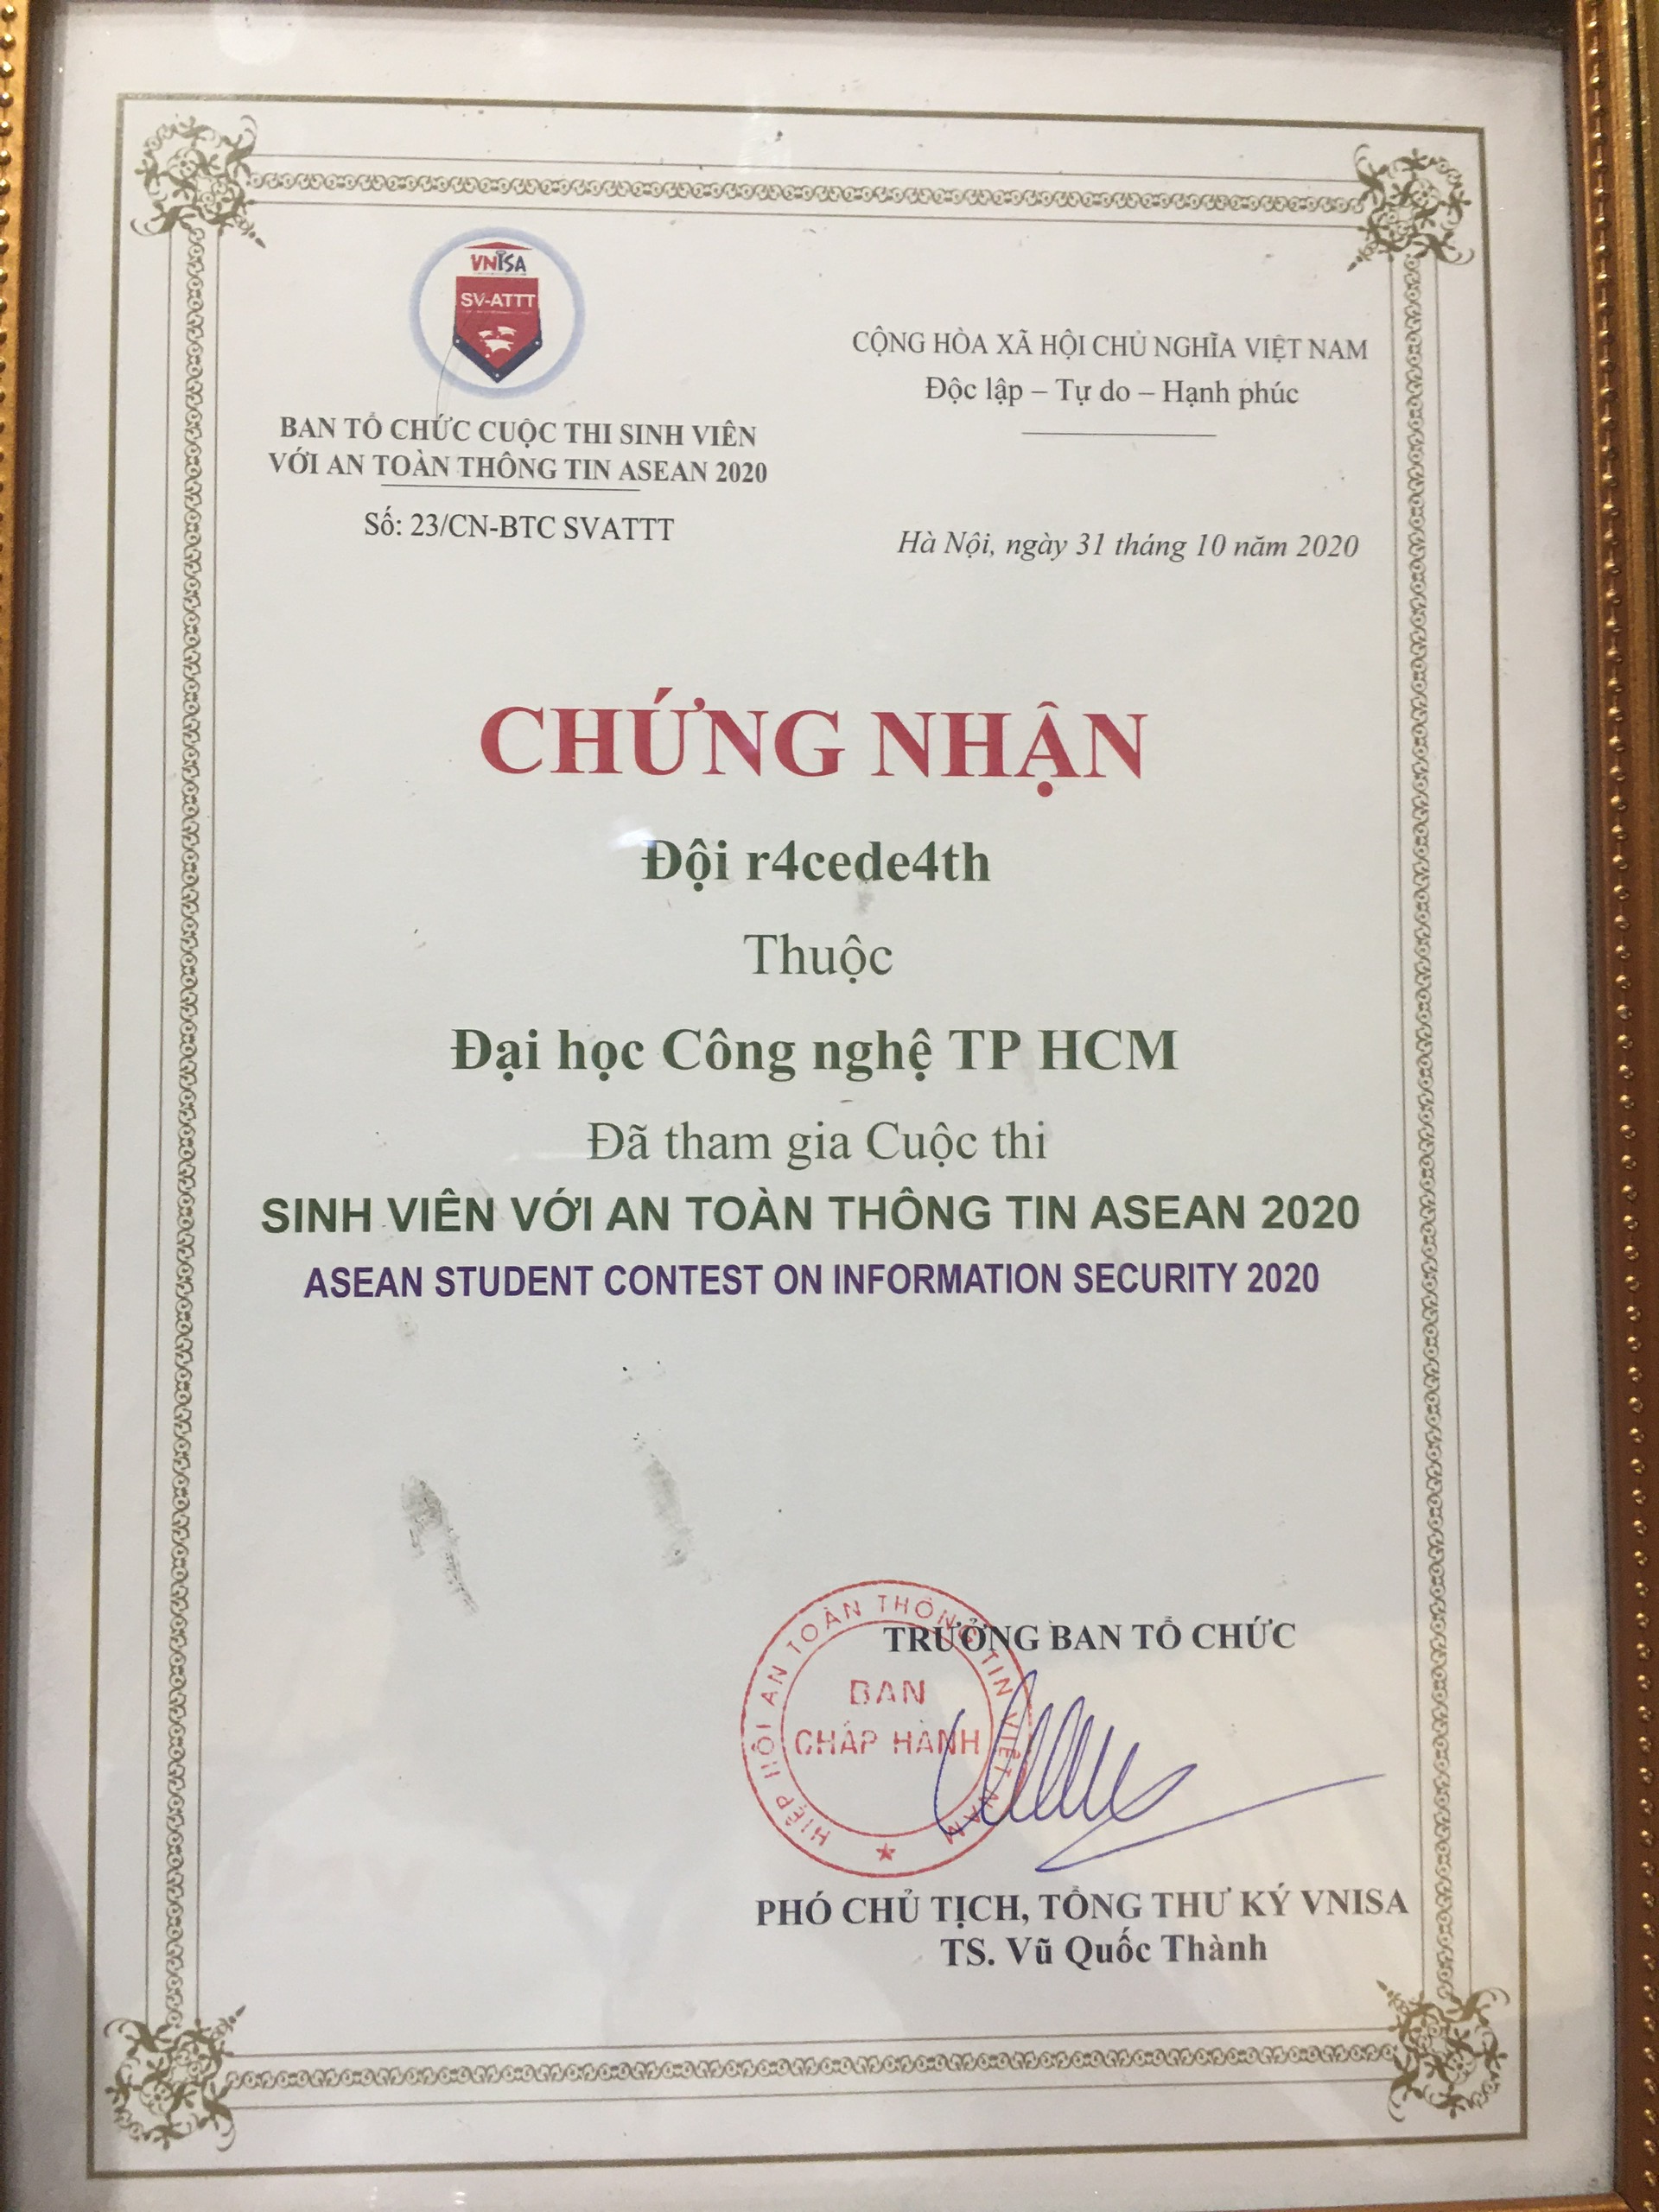 VNISA
SV-ATTT
BAN TỔ CHỨC CUỘC THI SINH VIÊN
VỚI AN TOÀN THÔNG TIN ASEAN 2020
Số: 23/CN-BTC SVATTT
CỘNG HÒA XÃ HỘI CHỦ NGHĨA VIỆT NAM
Độc lập – Tự do – Hạnh phúc
Hà Nội, ngày 31 tháng 10 năm 2020
CHỨNG NHẬN
Đội r4cede4th
Thuộc
Đại học Công nghệ TP HCM
Đã tham gia Cuộc thi
SINH VIÊN VỚI AN TOÀN THÔNG TIN ASEAN 2020
ASEAN STUDENT CONTEST ON INFORMATION SECURITY 2020
TRƯỞNG BAN TỔ CHỨC
HIỆP HỘI AN TOÀN THÔNG TIN VIỆT NAM
BAN
CHẤP HÀNH
PHÓ CHỦ TỊCH, TỔNG THƯ KÝ VNISA
TS. Vũ Quốc Thành